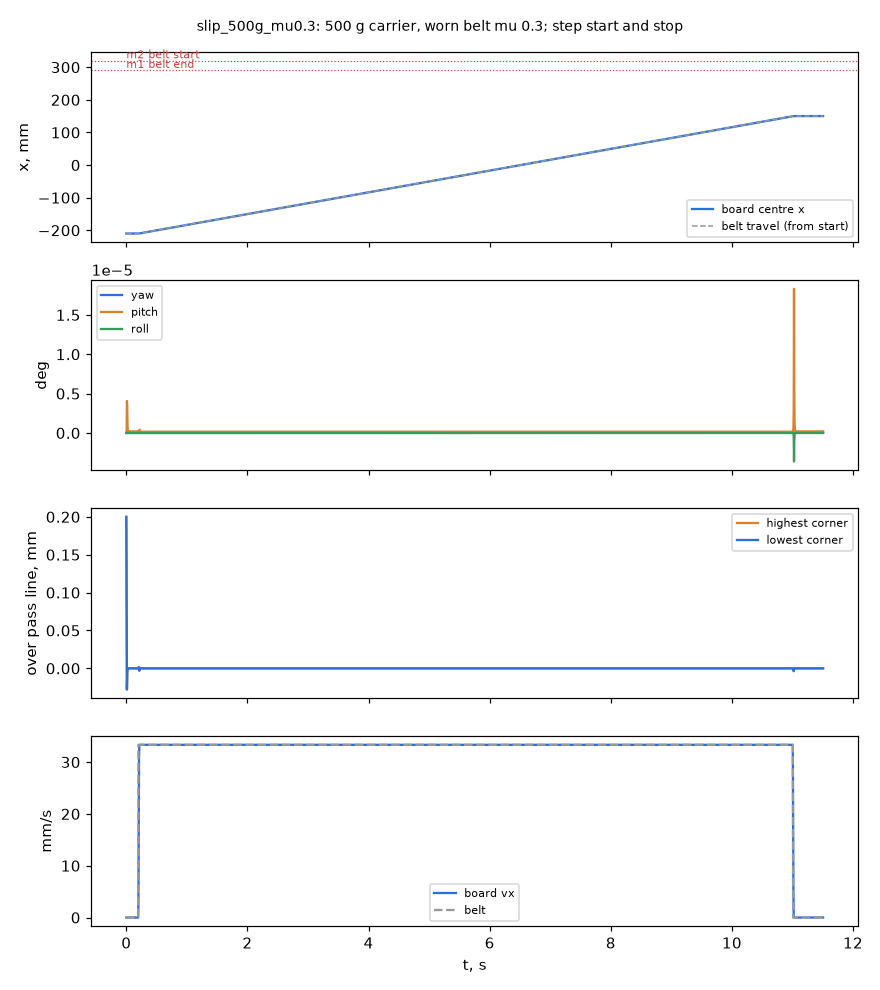 slip_500g_mu0.3: 500 g carrier, worn belt mu 0.3; step start and stop
m2 belt start
m1 belt end
300
200
100
0
−100
−200
x, mm
board centre x
belt travel (from start)
1e−5
yaw
pitch
roll
1.5
1.0
0.5
0.0
deg
highest corner
lowest corner
0.20
0.15
0.10
0.05
0.00
over pass line, mm
30
20
10
0
mm/s
board vx
belt
0
2
4
6
8
10
12
t, s